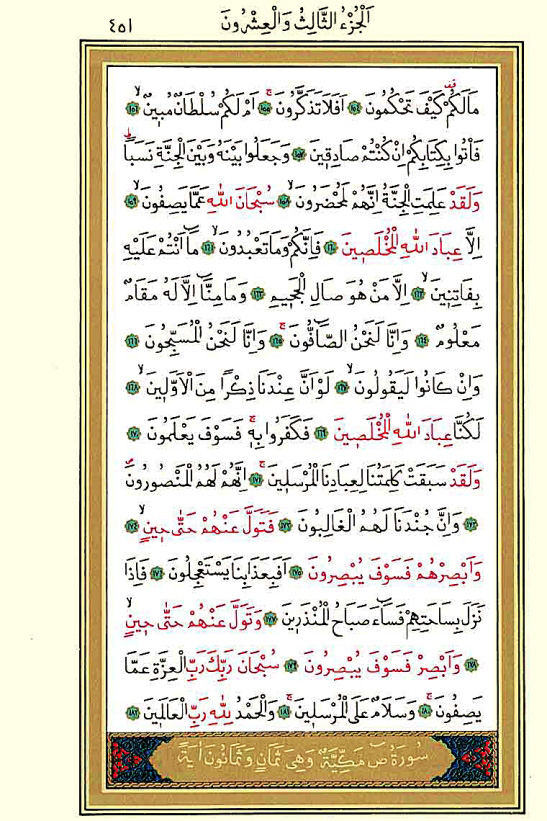 اَلْجُزْءُ الثَّالِثُ وَالْعِشْرُونَ
٤٥١
مَالَكُمْ كَيْفَ تَحْكُمُونَ ﴿١٥٤﴾ اَفَلَا تَذَكَّرُونَ ﴿١٥٥﴾ اَمْ لَكُمْ سُلْطَانٌ مُبِينٌ ﴿١٥٦﴾
فَأْتُوا بِكِتَابِكُمْ اِنْ كُنْتُمْ صَادِقِينَ ﴿١٥٧﴾ وَجَعَلُوا بَيْنَهُ وَبَيْنَ الْجِنَّةِ نَسَباً
وَلَقَدْ عَلِمَتِ الْجِنَّةُ اِنَّهُمْ لَمُحْضَرُونَ ﴿١٥٨﴾ سُبْحَانَ اللّٰهِ عَمَّا يَصِفُونَ ﴿١٥٩﴾
اِلَّا عِبَادَ اللّٰهِ الْمُخْلَصِينَ ﴿١٦٠﴾ فَاِنَّكُمْ وَمَا تَعْبُدُونَ ﴿١٦١﴾ مَا اَنْتُمْ عَلَيْهِ
بِفَاتِنِينَ ﴿١٦٢﴾ اِلَّا مَنْ هُوَ صَالِ الْجَحِيمِ ﴿١٦٣﴾ وَمَا مِنَّا اِلَّا لَهُ مَقَامٌ
مَعْلُومٌ ﴿١٦٤﴾ وَاِنَّا لَنَحْنُ الصَّافُّونَ ﴿١٦٥﴾ وَاِنَّا لَنَحْنُ الْمُسَبِّحُونَ ﴿١٦٦﴾
وَاِنْ كَانُوا لَيَقُولُونَ ﴿١٦٧﴾ لَوْ اَنَّ عِنْدَنَا ذِكْرًا مِنَ الْاَوَّلِينَ ﴿١٦٨﴾
لَكُنَّا عِبَادَ اللّٰهِ الْمُخْلَصِينَ ﴿١٦٩﴾ فَكَفَرُوا بِهِ فَسَوْفَ يَعْلَمُونَ ﴿١٧٠﴾
وَلَقَدْ سَبَقَتْ كَلِمَتُنَا لِعِبَادِنَا الْمُرْسَلِينَ ﴿١٧١﴾ اِنَّهُمْ لَهُمُ الْمَنْصُورُونَ
﴿١٧٢﴾ وَاِنَّ جُنْدَنَا لَهُمُ الْغَالِبُونَ ﴿١٧٣﴾ فَتَوَلَّ عَنْهُمْ حَتّٰى حِينٍ ﴿١٧٤﴾
وَاَبْصِرْهُمْ فَسَوْفَ يُبْصِرُونَ ﴿١٧٥﴾ اَفَبِعَذَابِنَا يَسْتَعْجِلُونَ ﴿١٧٦﴾ فَاِذَا
نَزَلَ بِسَاحَتِهِمْ فَسَاءَ صَبَاحُ الْمُنْذَرِينَ ﴿١٧٧﴾ وَتَوَلَّ عَنْهُمْ حَتّٰى حِينٍ
﴿١٧٨﴾ وَاَبْصِرْ فَسَوْفَ يُبْصِرُونَ ﴿١٧٩﴾ سُبْحَانَ رَبِّكَ رَبِّ الْعِزَّةِ عَمَّا
يَصِفُونَ ﴿١٨٠﴾ وَسَلَامٌ عَلَى الْمُرْسَلِينَ ﴿١٨١﴾ وَالْحَمْدُ لِلّٰهِ رَبِّ الْعَالَمِينَ ﴿١٨٢﴾
سُورَةُ صٓ مَكِّيَّةٌ وَهِيَ ثَمَانٍ وَثَمَانُونَ اٰيَةً